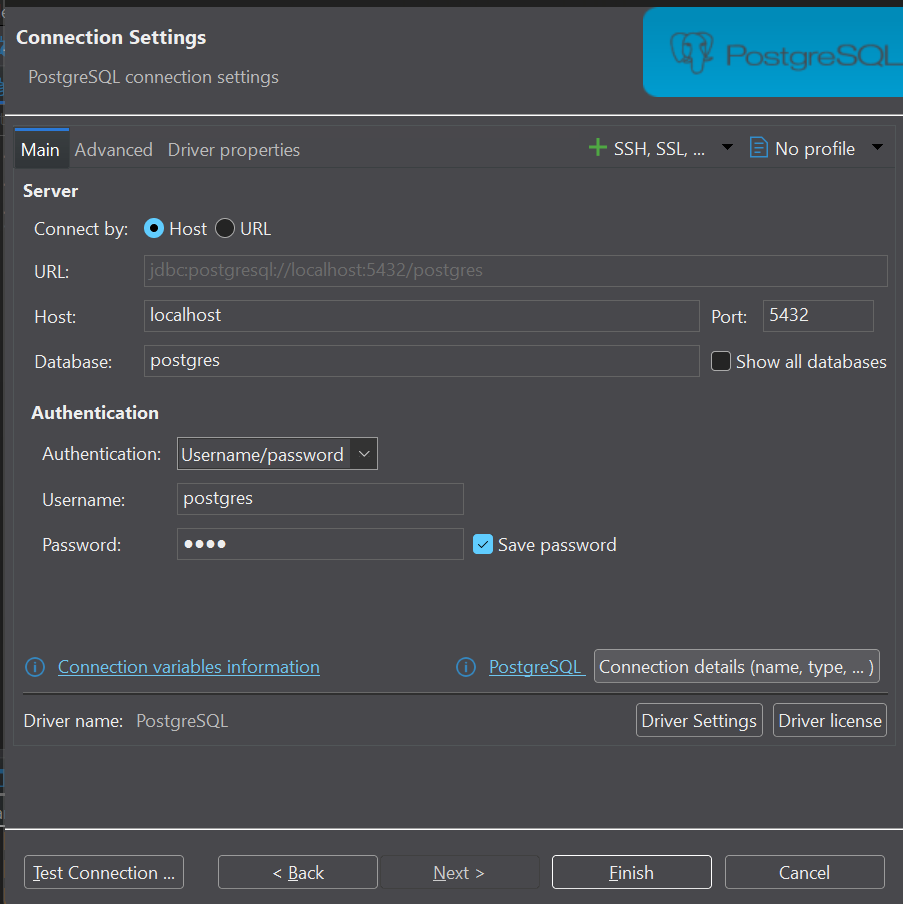 Connection Settings
PostgreSQL connection settings
PostgreSQL
Main Advanced Driver properties SSH, SSL, ... No profile
Server
Connect by: Host URL
URL: jdbc:postgresql://localhost:5432/postgres
Host: localhost Port: 5432
Database: postgres Show all databases
Authentication
Authentication: Username/password
Username: postgres
Password: ●●●● Save password
Connection variables information PostgreSQL Connection details (name, type, ... )
Driver name: PostgreSQL Driver Settings Driver license
Test Connection ... < Back Next > Finish Cancel